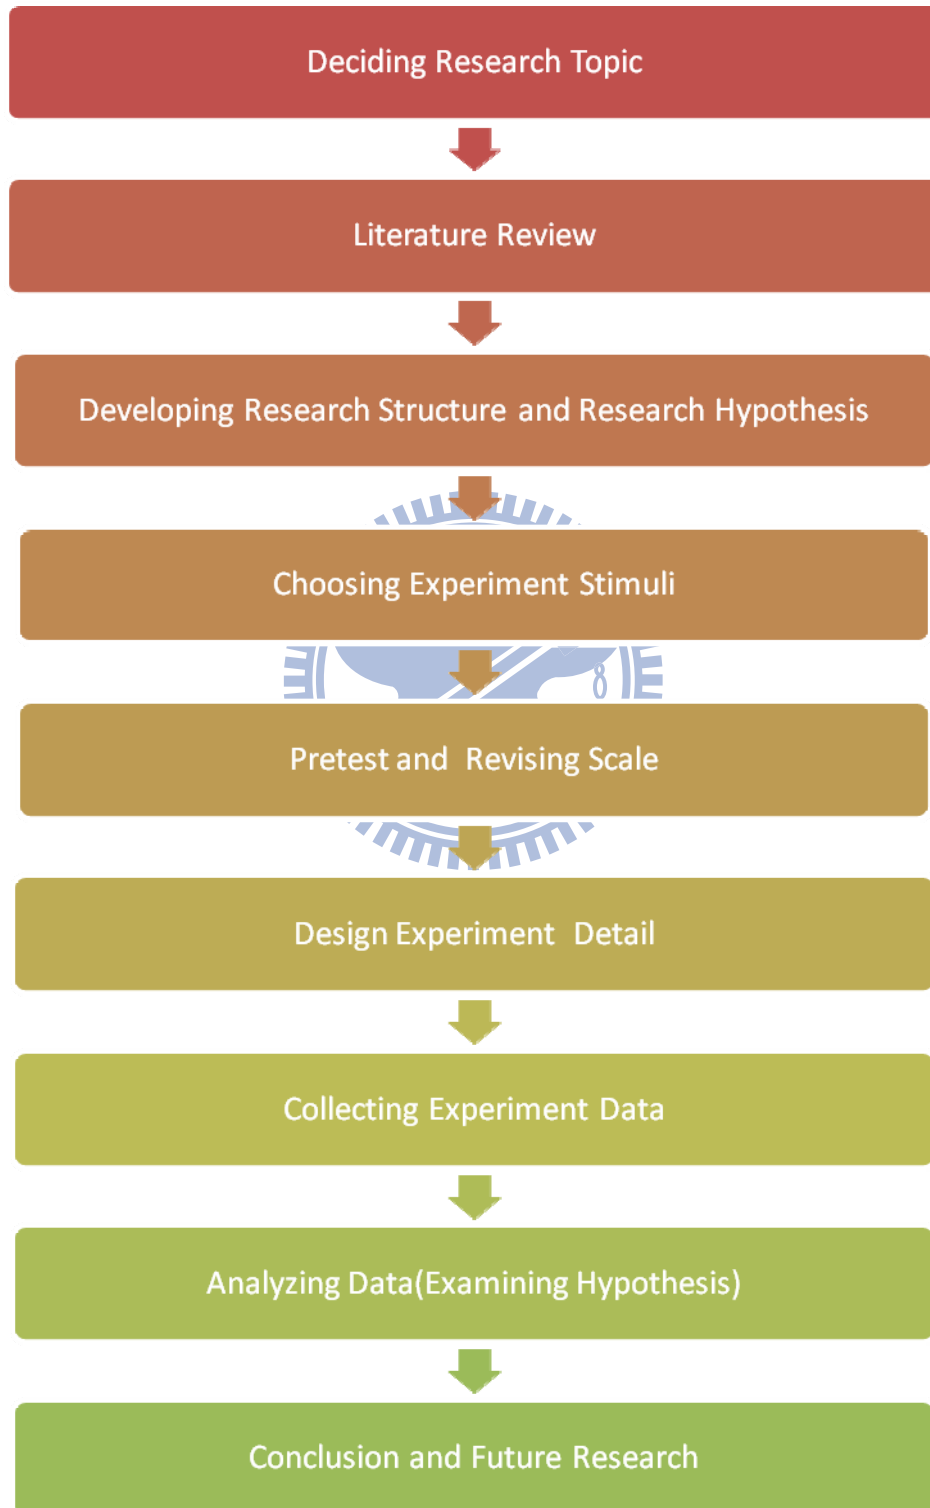 Deciding Research Topic
Literature Review
Developing Research Structure and Research Hypothesis
Choosing Experiment Stimuli
Pretest and Revising Scale
Design Experiment Detail
Collecting Experiment Data
Analyzing Data(Examining Hypothesis)
Conclusion and Future Research